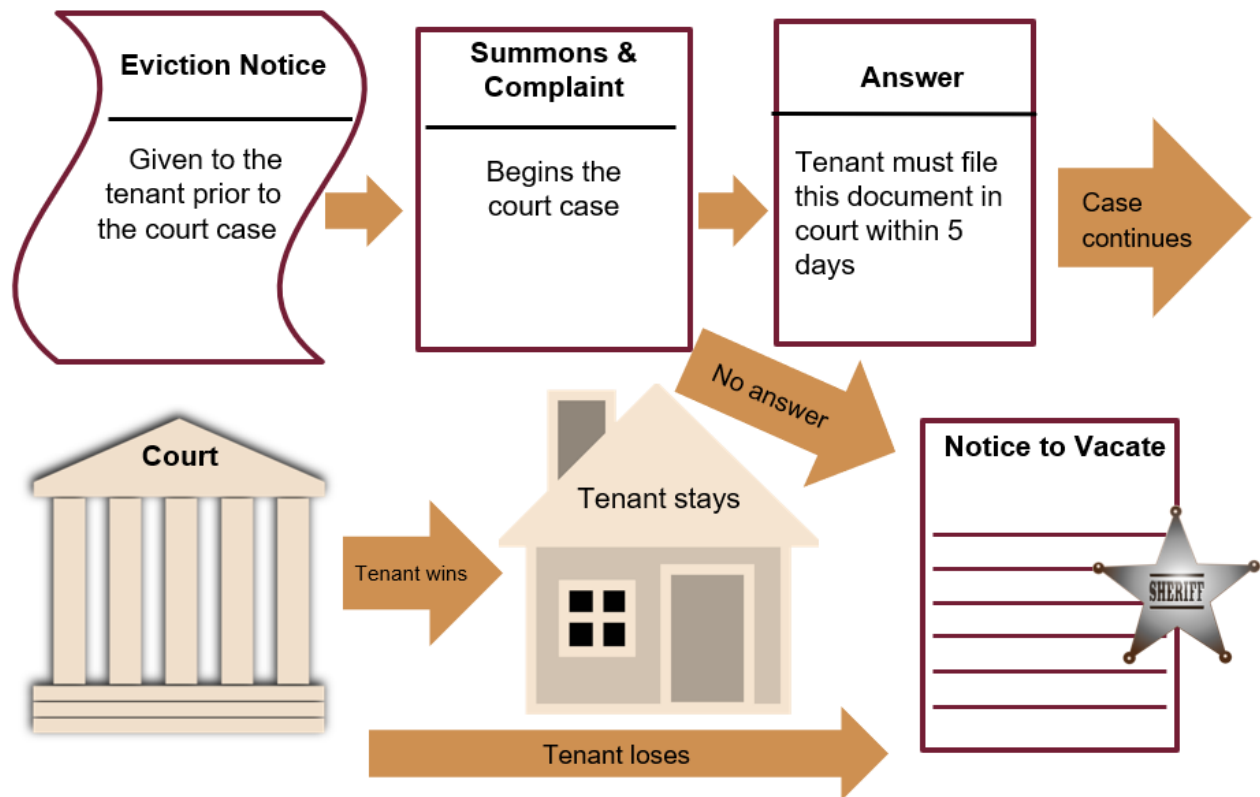 Eviction Notice
Given to the
tenant prior to
the court case
Summons &
Complaint
Begins the
court case
Answer
Tenant must file
this document in
court within 5
days
Case
continues
No answer
Court
Tenant wins
Tenant stays
Tenant loses
Notice to Vacate
SHERIFF